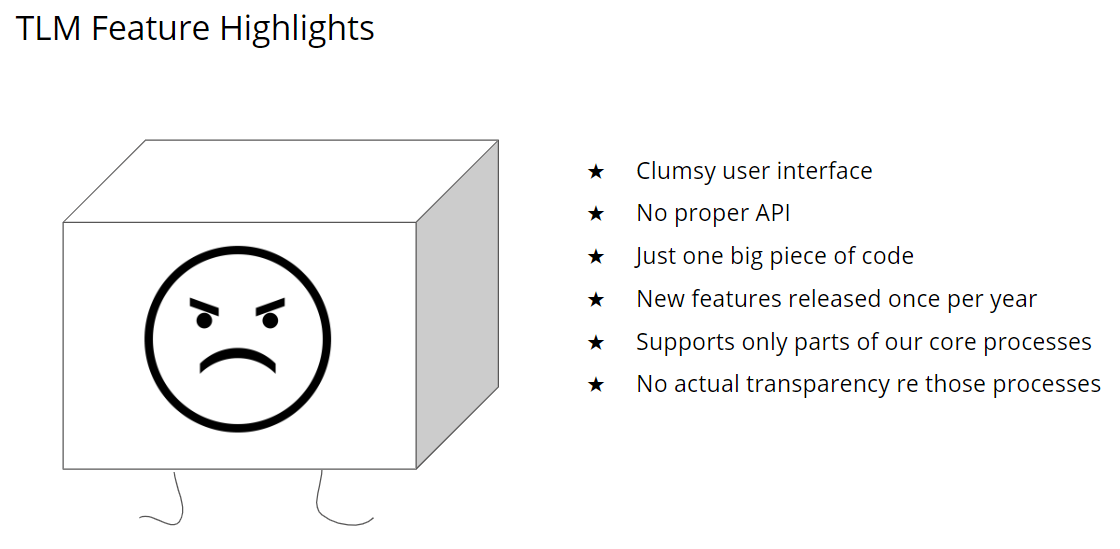 TLM Feature Highlights
★ Clumsy user interface
★ No proper API
★ Just one big piece of code
★ New features released once per year
★ Supports only parts of our core processes
★ No actual transparency re those processes